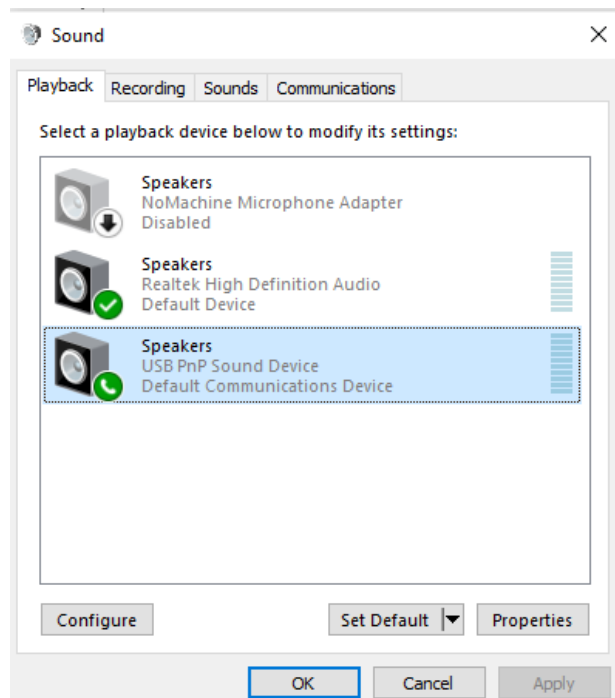 Sound
Playback Recording Sounds Communications
Select a playback device below to modify its settings:
Speakers
NoMachine Microphone Adapter
Disabled
Speakers
Realtek High Definition Audio
Default Device
Speakers
USB PnP Sound Device
Default Communications Device
Configure Set Default Properties
OK Cancel Apply